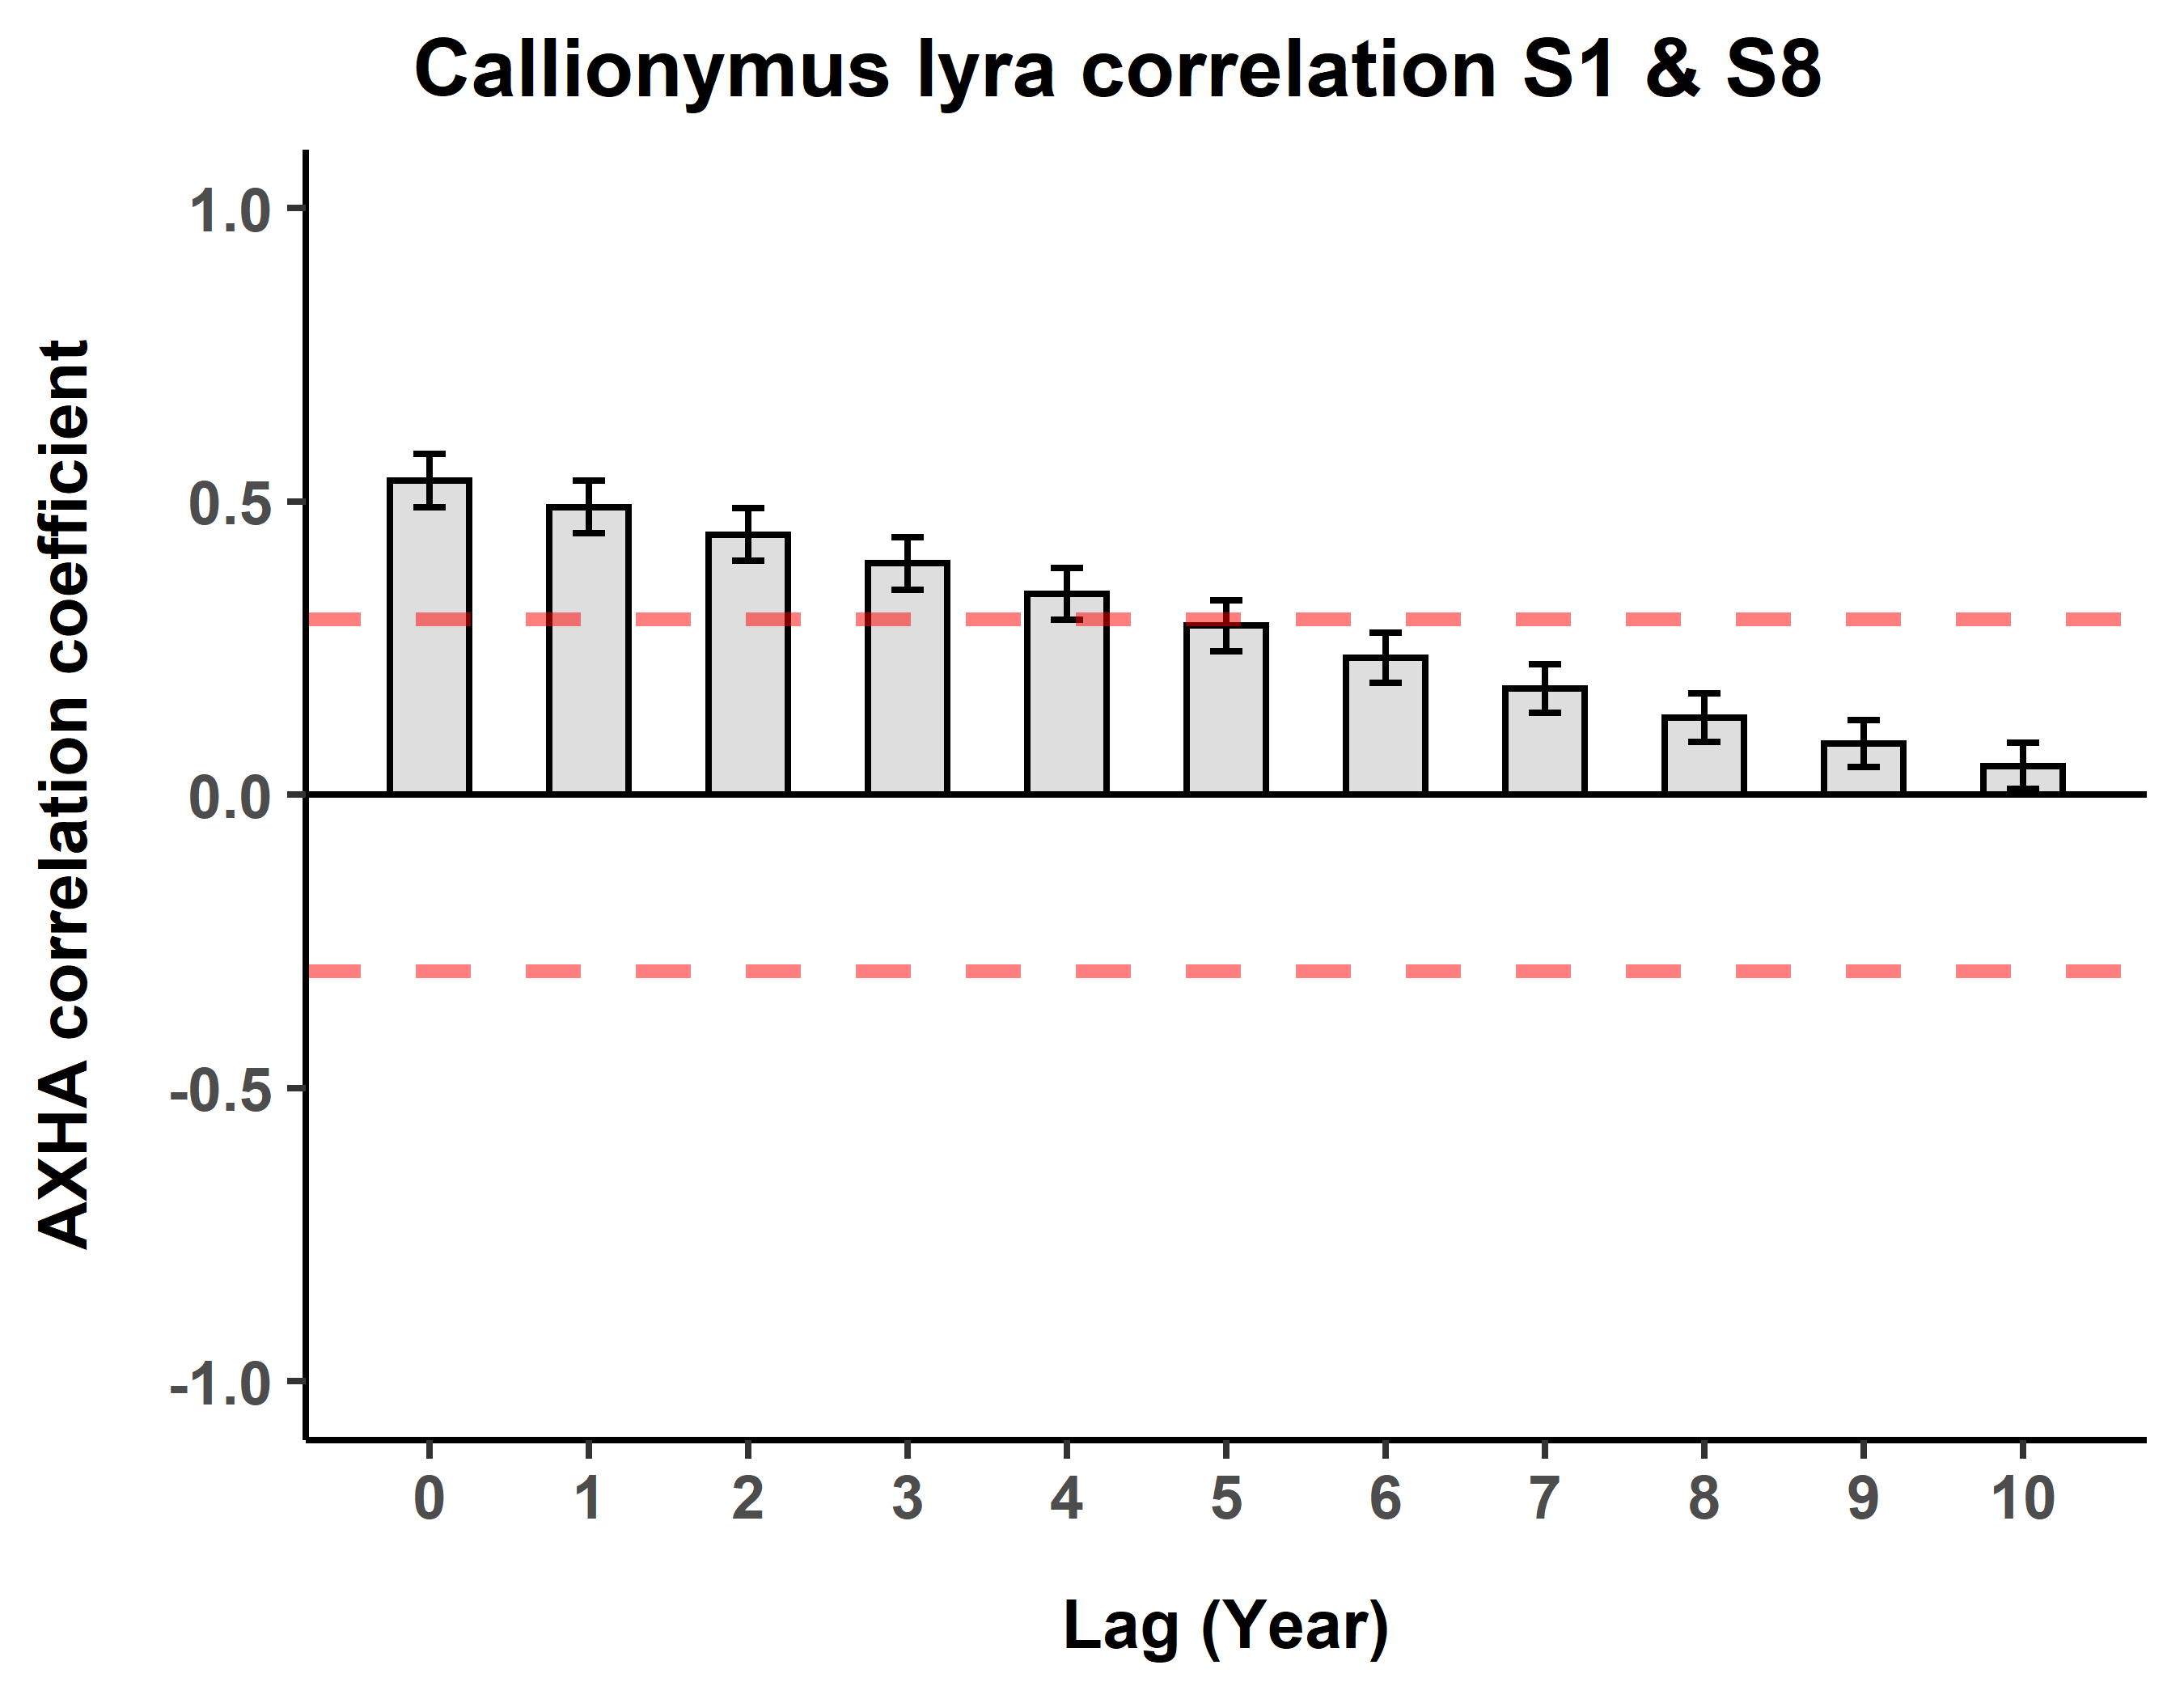 Callionymus lyra correlation S1 & S8
AXHA correlation coefficient
1.0
0.5
0.0
-0.5
-1.0
0 1 2 3 4 5 6 7 8 9 10
Lag (Year)